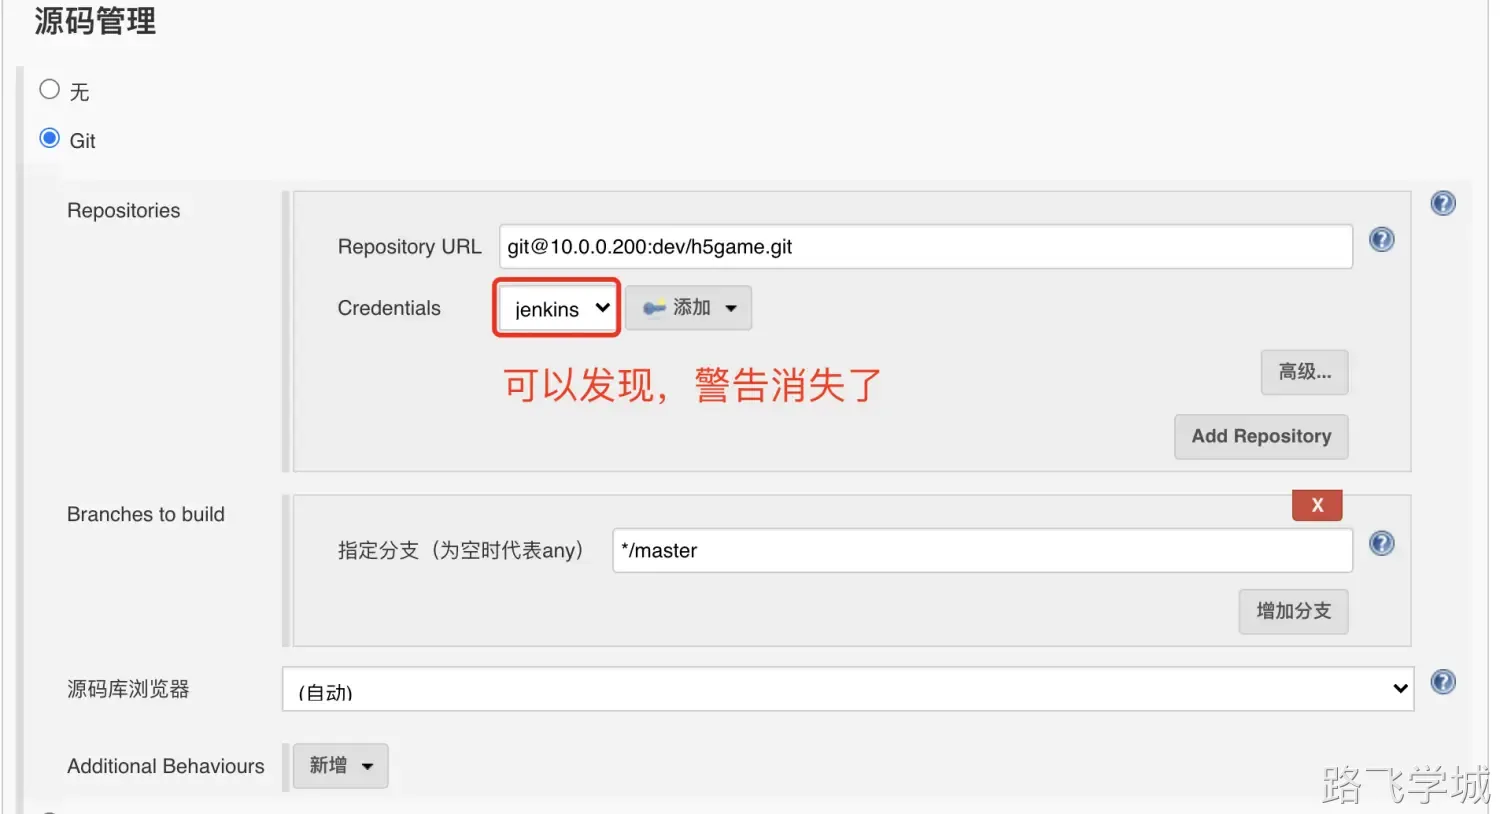 源码管理
无
Git
Repositories
Repository URL
git@10.0.0.200:dev/h5game.git
Credentials
jenkins
添加
可以发现，警告消失了
高级...
Add Repository
Branches to build
X
指定分支（为空时代表any）
*/master
增加分支
源码库浏览器
(自动)
Additional Behaviours
新增
路飞学城